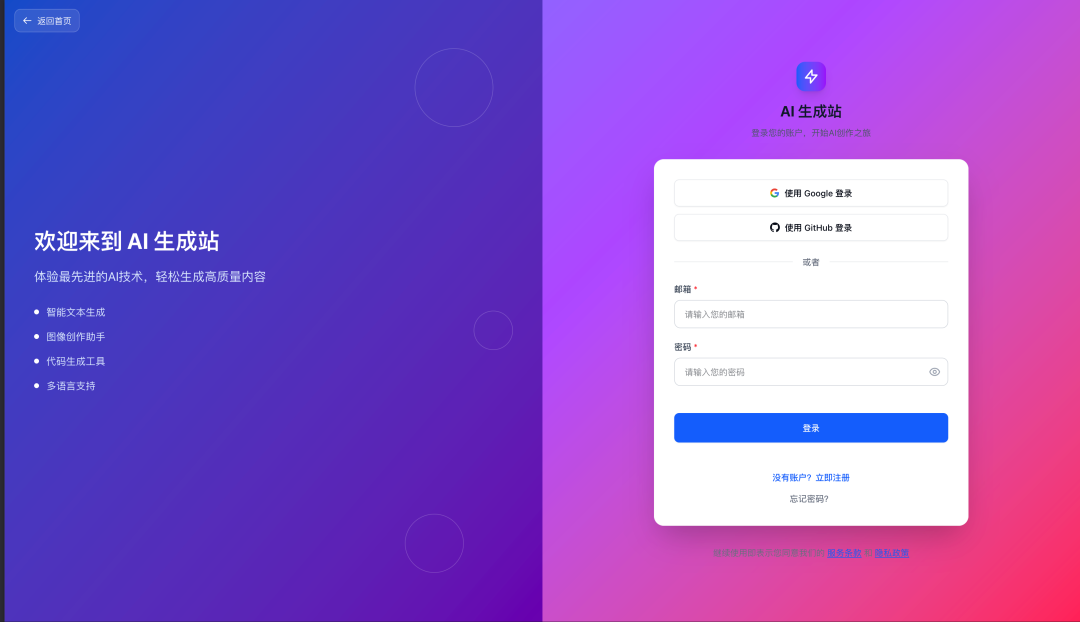 返回首页
欢迎来到 AI 生成站
体验最先进的AI技术，轻松生成高质量内容
智能文本生成
图像创作助手
代码生成工具
多语言支持
AI 生成站
登录您的账户，开始AI创作之旅
使用 Google 登录
使用 GitHub 登录
或者
邮箱 *
请输入您的邮箱
密码 *
请输入您的密码
登录
没有账户？立即注册
忘记密码？
服务条款 和 隐私政策